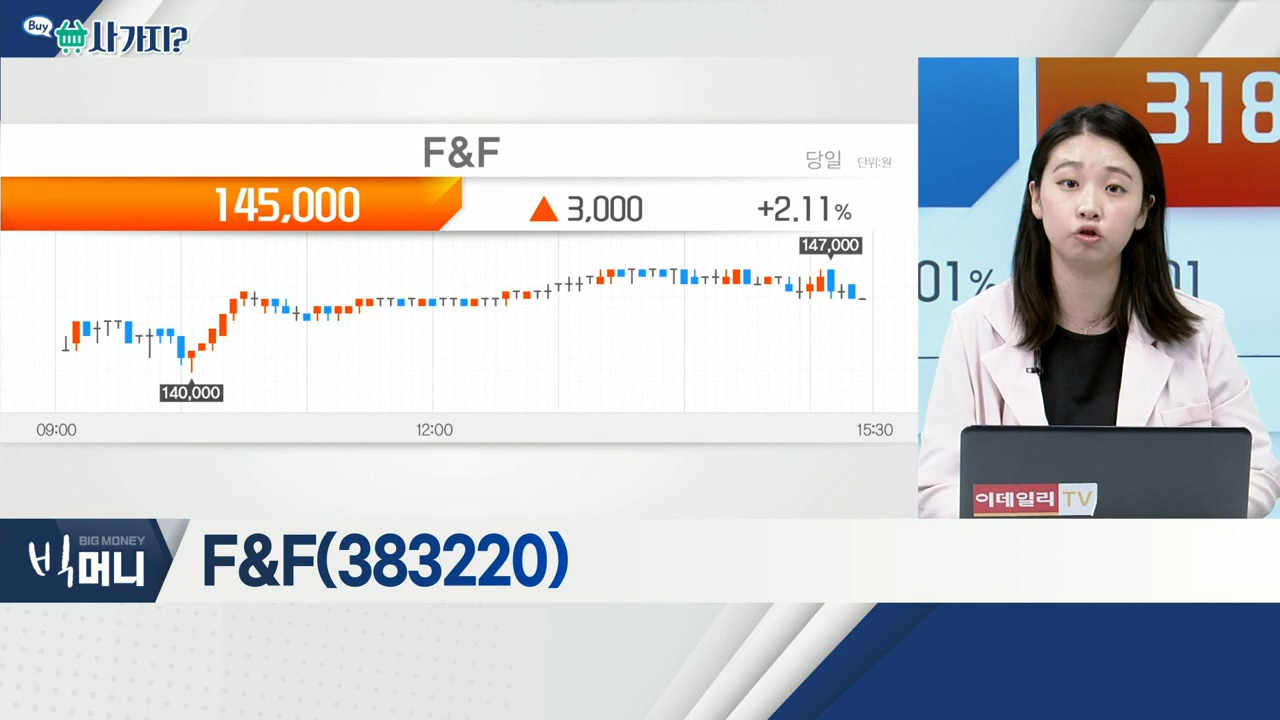 Buy
사가지?
F&F
당일 단위:원
145,000 ▲ 3,000 +2.11%
147,000
140,000
09:00 12:00 15:30
318
01%
01
이데일리 TV
빅머니 BIG MONEY
F&F(383220)